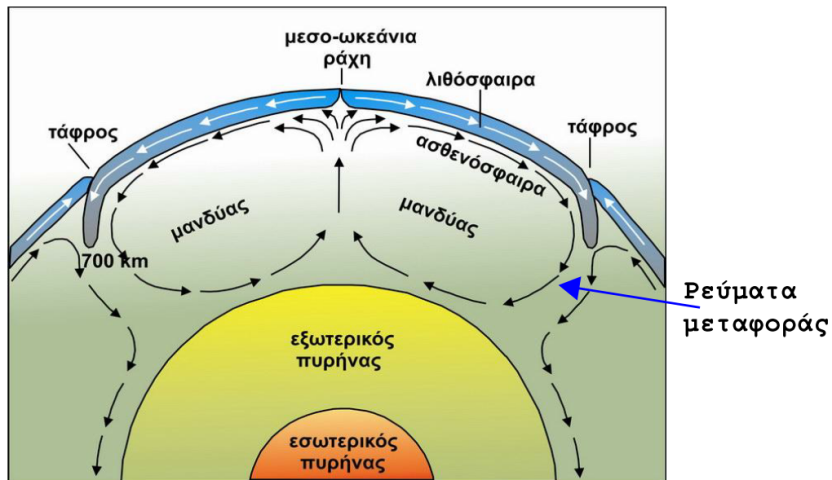 μεσο-ωκεάνια
ράχη
λιθόσφαιρα
τάφρος
τάφρος
ασθενόσφαιρα
μανδύας
μανδύας
700 km
Ρεύματα
μεταφοράς
εξωτερικός
πυρήνας
εσωτερικός
πυρήνας